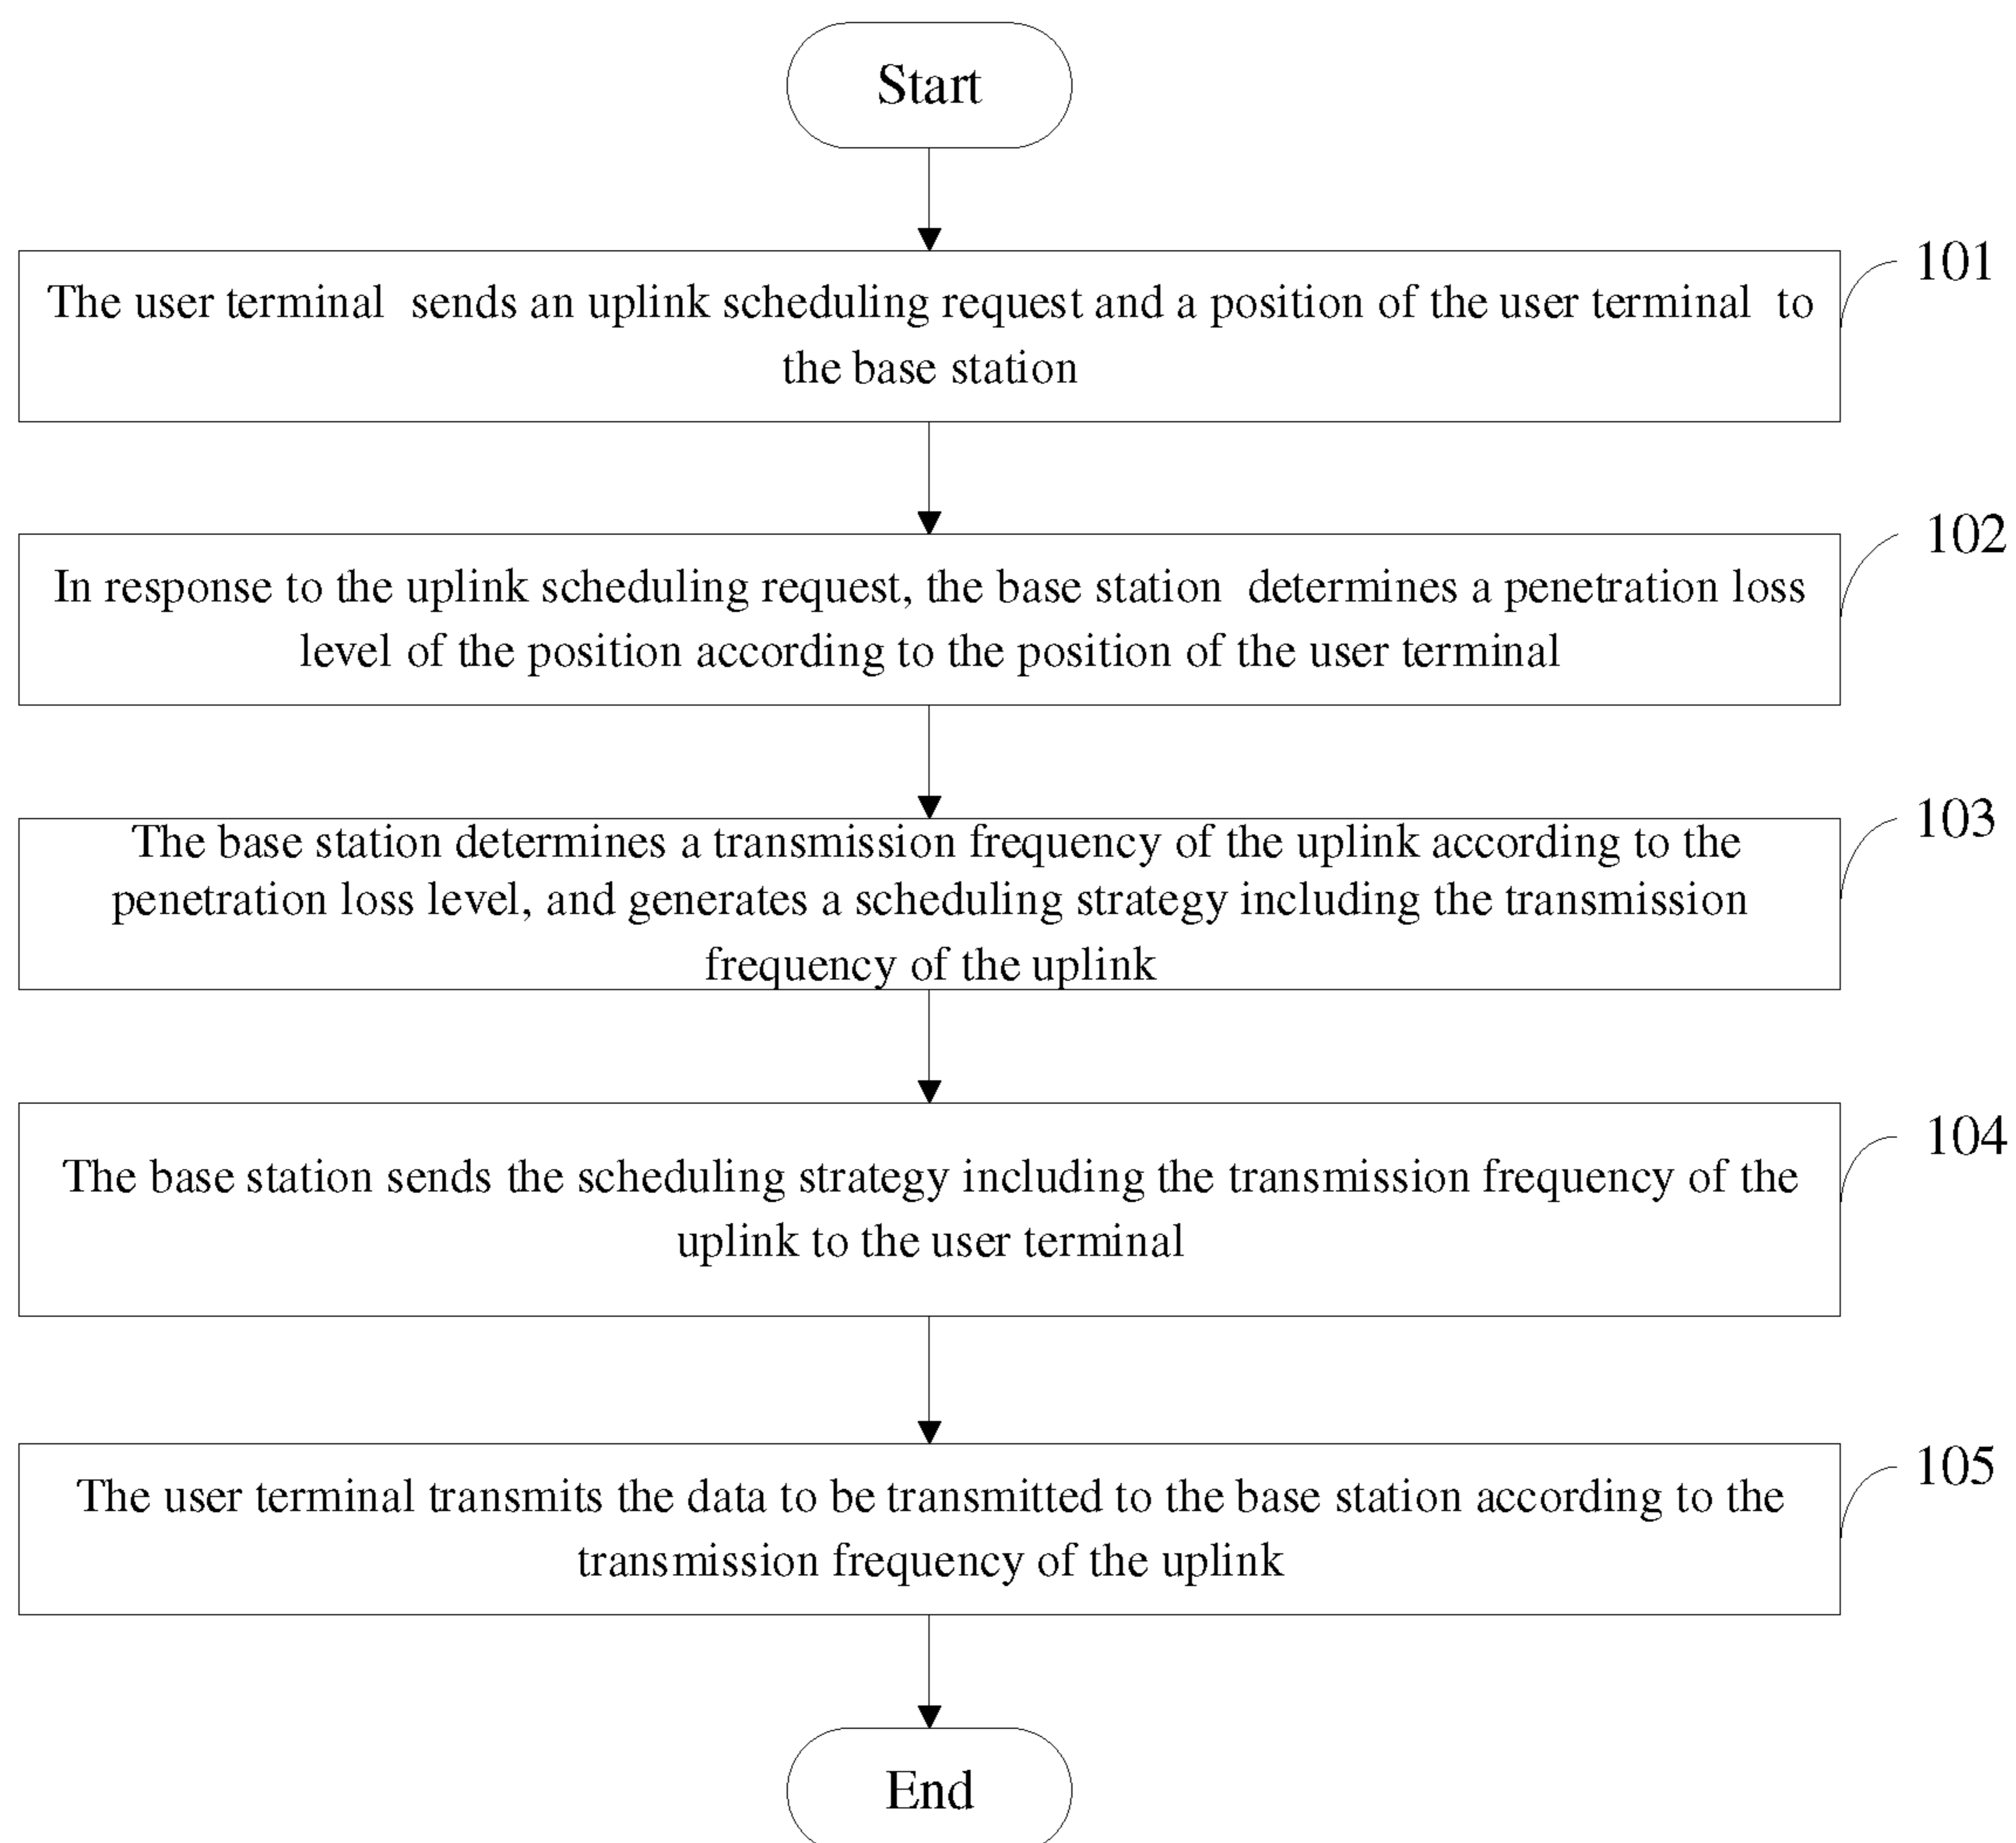 Start
The user terminal sends an uplink scheduling request and a position of the user terminal to
the base station
101
In response to the uplink scheduling request, the base station determines a penetration loss
level of the position according to the position of the user terminal
102
The base station determines a transmission frequency of the uplink according to the
penetration loss level, and generates a scheduling strategy including the transmission
frequency of the uplink
103
The base station sends the scheduling strategy including the transmission frequency of the
uplink to the user terminal
104
The user terminal transmits the data to be transmitted to the base station according to the
transmission frequency of the uplink
105
End